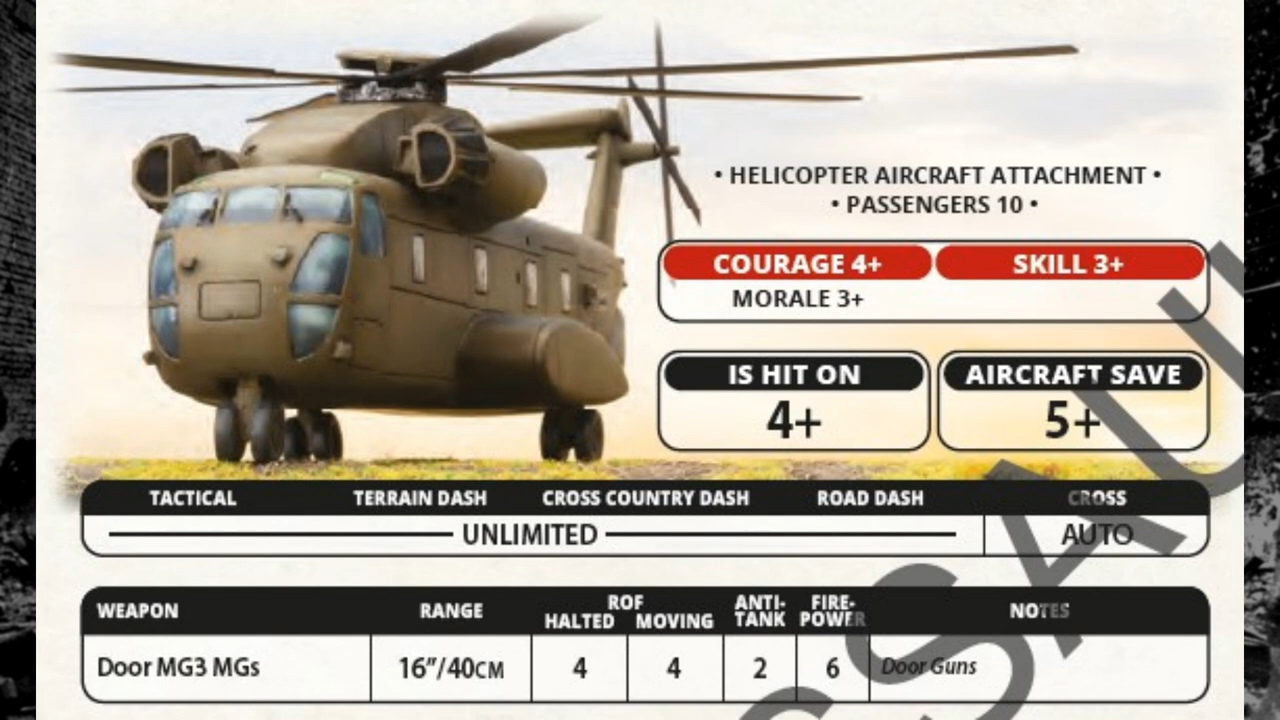 • HELICOPTER AIRCRAFT ATTACHMENT •
• PASSENGERS 10 •
COURAGE 4+ SKILL 3+
MORALE 3+
IS HIT ON AIRCRAFT SAVE
4+ 5+
TACTICAL TERRAIN DASH CROSS COUNTRY DASH ROAD DASH CROSS
UNLIMITED AUTO
WEAPON RANGE ROF HALTED MOVING ANTI-TANK FIRE-POWER NOTES
Door MG3 MGs 16"/40CM 4 4 2 6 Door Guns